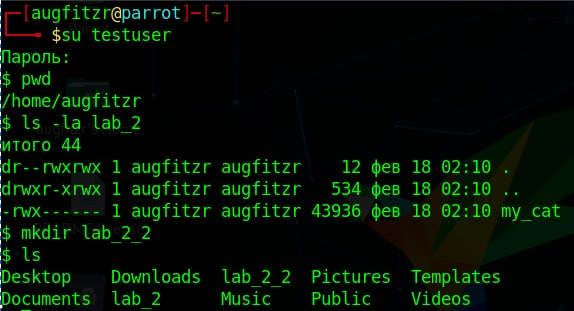 ┌─[augfitzr@parrot]─[~]
└──╼ $su testuser
Пароль:
$ pwd
/home/augfitzr
$ ls -la lab_2
итого 44
dr--rwxrwx 1 augfitzr augfitzr    12 фев 18 02:10 .
drwxr-xrwx 1 augfitzr augfitzr   534 фев 18 02:10 ..
-rwx------ 1 augfitzr augfitzr 43936 фев 18 02:10 my_cat
$ mkdir lab_2_2
$ ls
Desktop    Downloads  lab_2_2  Pictures  Templates
Documents  lab_2      Music    Public    Videos